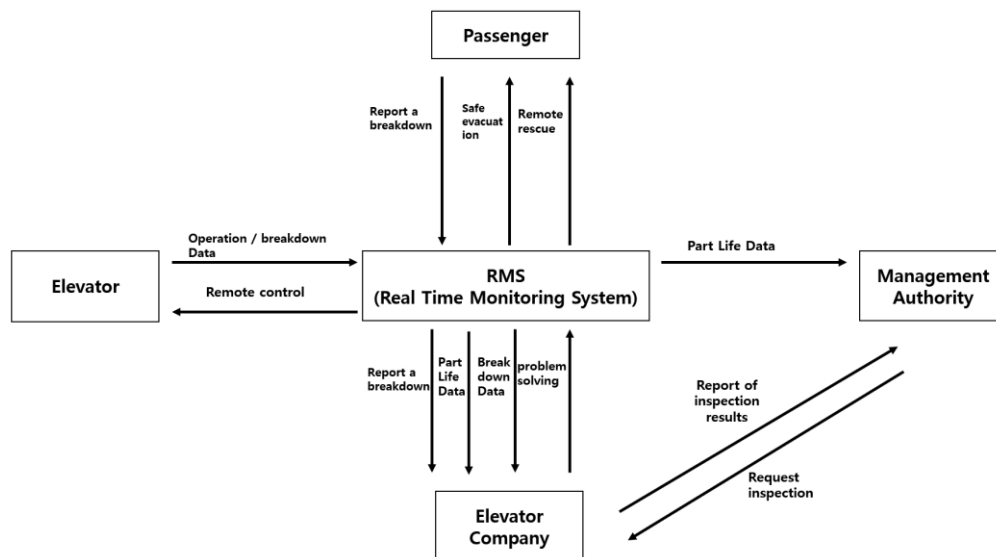 Passenger
Report a
breakdown
Safe
evacuat
ion
Remote
rescue
Operation / breakdown
Data
Part Life Data
Elevator
Remote control
RMS
(Real Time Monitoring System)
Management
Authority
Report a
breakdown
Part
Life
Data
Break
down
Data
problem
solving
Report of
inspection
results
Request
inspection
Elevator
Company